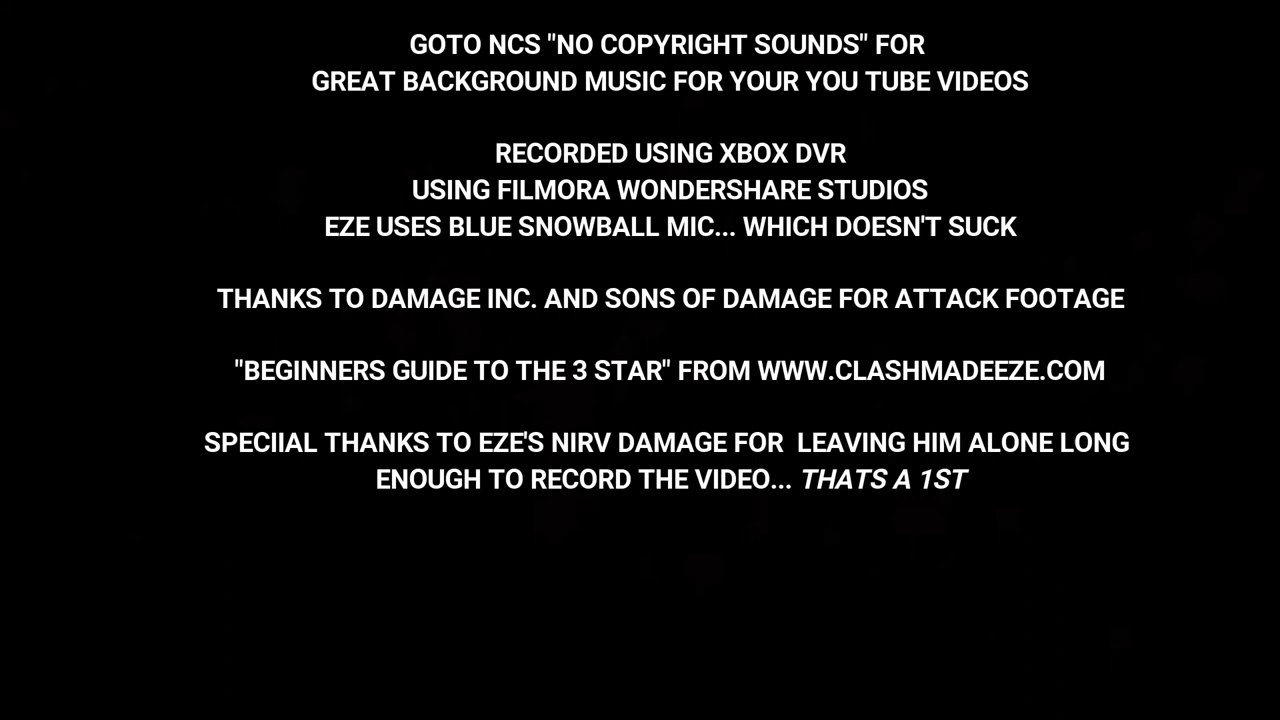 GOTO NCS "NO COPYRIGHT SOUNDS" FOR
GREAT BACKGROUND MUSIC FOR YOUR YOU TUBE VIDEOS
RECORDED USING XBOX DVR
USING FILMORA WONDERSHARE STUDIOS
EZE USES BLUE SNOWBALL MIC... WHICH DOESN'T SUCK
THANKS TO DAMAGE INC. AND SONS OF DAMAGE FOR ATTACK FOOTAGE
"BEGINNERS GUIDE TO THE 3 STAR" FROM WWW.CLASHMADEEZE.COM
SPECIIAL THANKS TO EZE'S NIRV DAMAGE FOR  LEAVING HIM ALONE LONG
ENOUGH TO RECORD THE VIDEO... THATS A 1ST